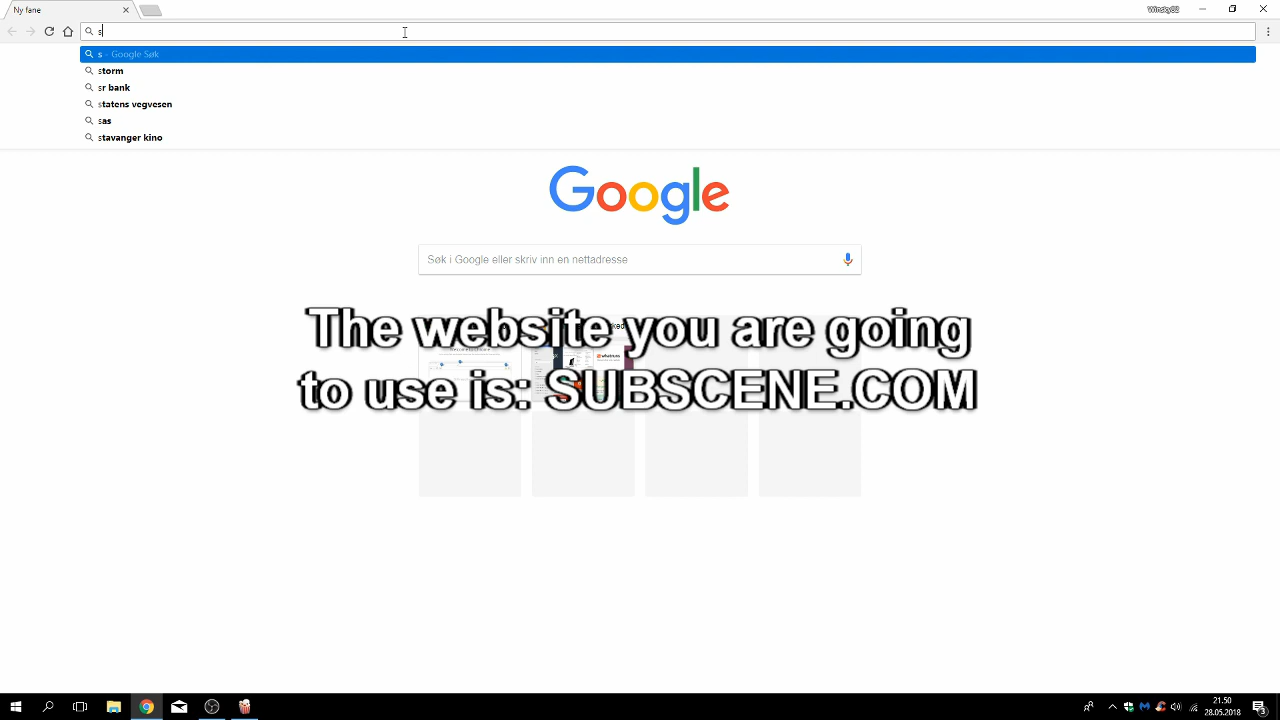 Ny fane
Winsky02
s
s - Google Søk
storm
sr bank
statens vegvesen
sas
stavanger kino
Google
Søk i Google eller skriv inn en nettadresse
The website you are going
to use is: SUBSCENE.COM
21.50
28.05.2018